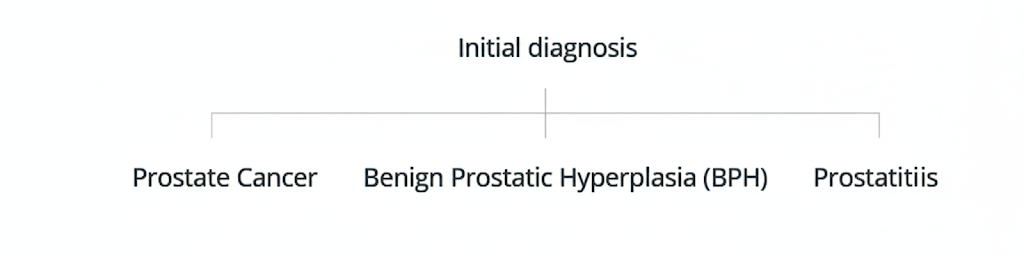 Initial diagnosis
Prostate Cancer Benign Prostatic Hyperplasia (BPH) Prostatitiis